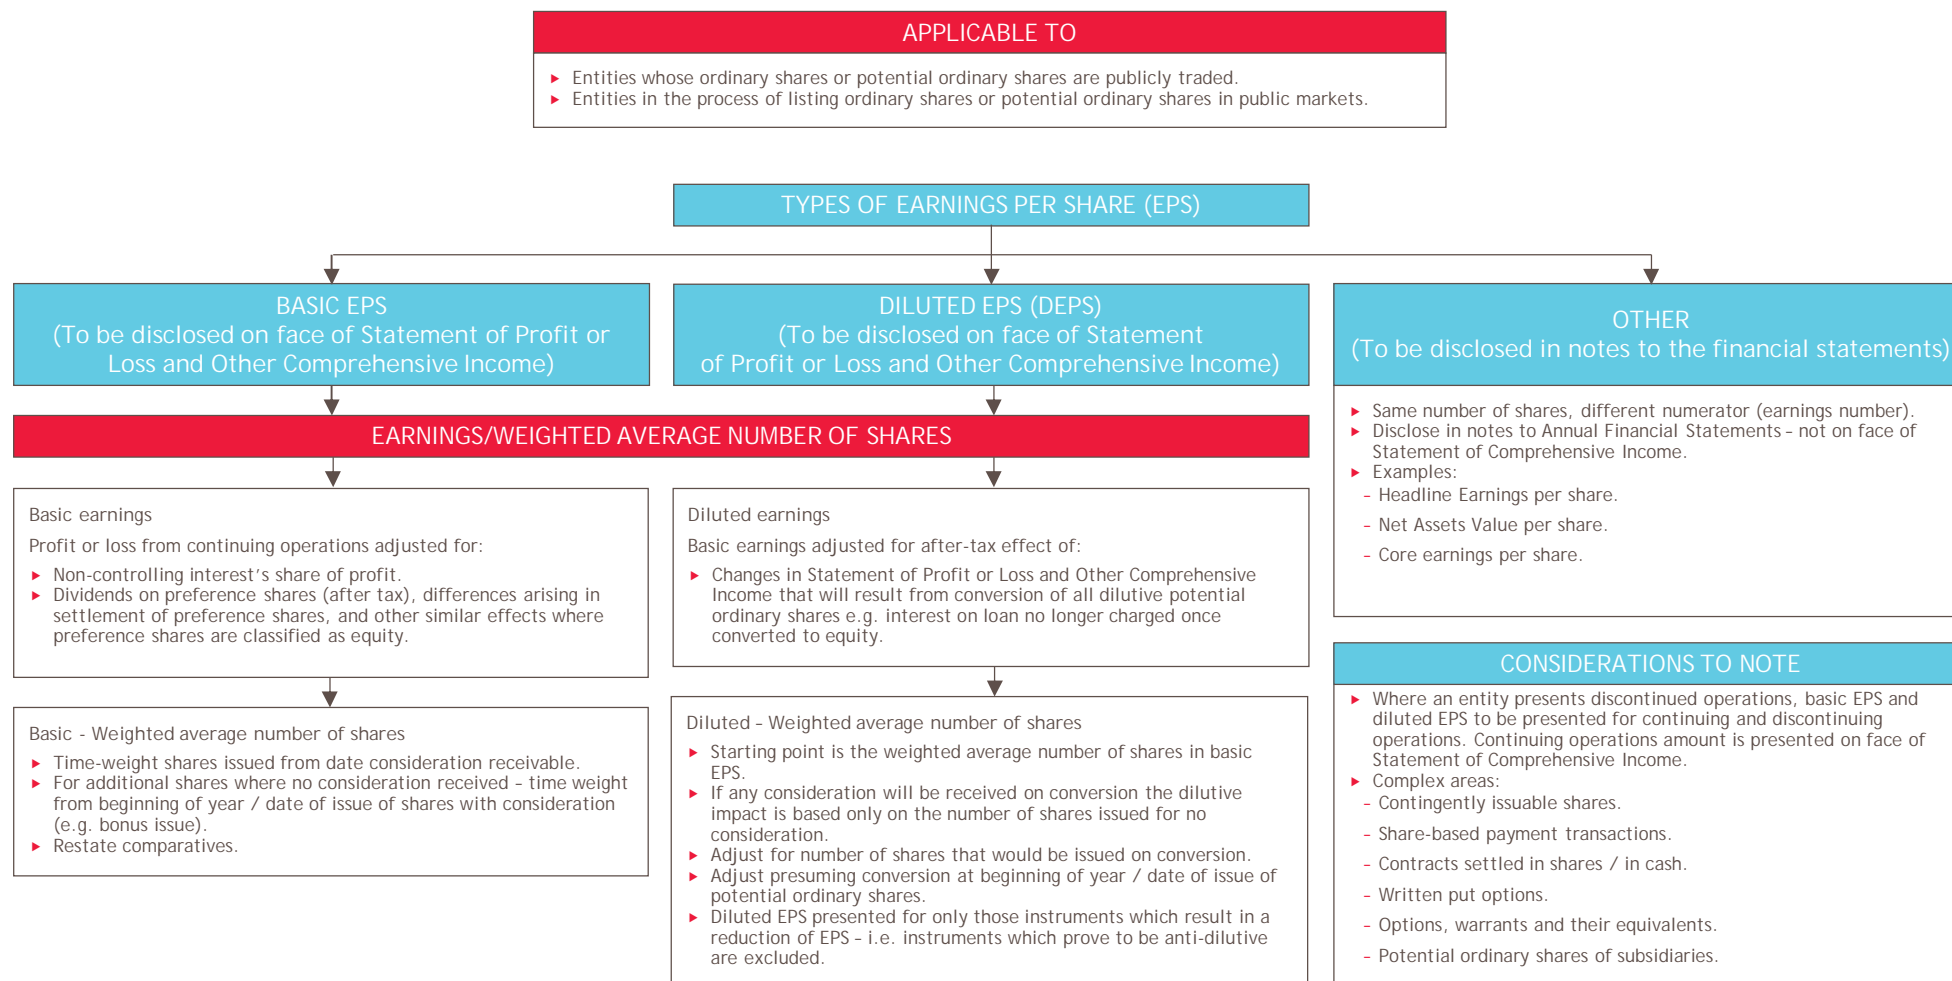 APPLICABLE TO
► Entities whose ordinary shares or potential ordinary shares are publicly traded.
► Entities in the process of listing ordinary shares or potential ordinary shares in public markets.
TYPES OF EARNINGS PER SHARE (EPS)
BASIC EPS
(To be disclosed on face of Statement of Profit or
Loss and Other Comprehensive Income)
DILUTED EPS (DEPS)
(To be disclosed on face of Statement
of Profit or Loss and Other Comprehensive Income)
OTHER
(To be disclosed in notes to the financial statements)
EARNINGS/WEIGHTED AVERAGE NUMBER OF SHARES
Basic earnings
Profit or loss from continuing operations adjusted for:
► Non-controlling interest's share of profit.
► Dividends on preference shares (after tax), differences arising in
settlement of preference shares, and other similar effects where
preference shares are classified as equity.
Basic - Weighted average number of shares
► Time-weight shares issued from date consideration receivable.
► For additional shares where no consideration received – time weight
from beginning of year / date of issue of shares with consideration
(e.g. bonus issue).
► Restate comparatives.
Diluted earnings
Basic earnings adjusted for after-tax effect of:
► Changes in Statement of Profit or Loss and Other Comprehensive
Income that will result from conversion of all dilutive potential
ordinary shares e.g. interest on loan no longer charged once
converted to equity.
Diluted – Weighted average number of shares
► Starting point is the weighted average number of shares in basic
EPS.
► If any consideration will be received on conversion the dilutive
impact is based only on the number of shares issued for no
consideration.
► Adjust for number of shares that would be issued on conversion.
► Adjust presuming conversion at beginning of year / date of issue of
potential ordinary shares.
► Diluted EPS presented for only those instruments which result in a
reduction of EPS – i.e. instruments which prove to be anti-dilutive
are excluded.
► Same number of shares, different numerator (earnings number).
► Disclose in notes to Annual Financial Statements – not on face of
Statement of Comprehensive Income.
► Examples:
– Headline Earnings per share.
– Net Assets Value per share.
– Core earnings per share.
CONSIDERATIONS TO NOTE
► Where an entity presents discontinued operations, basic EPS and
diluted EPS to be presented for continuing and discontinuing
operations. Continuing operations amount is presented on face of
Statement of Comprehensive Income.
► Complex areas:
– Contingently issuable shares.
– Share-based payment transactions.
– Contracts settled in shares / in cash.
– Written put options.
– Options, warrants and their equivalents.
– Potential ordinary shares of subsidiaries.